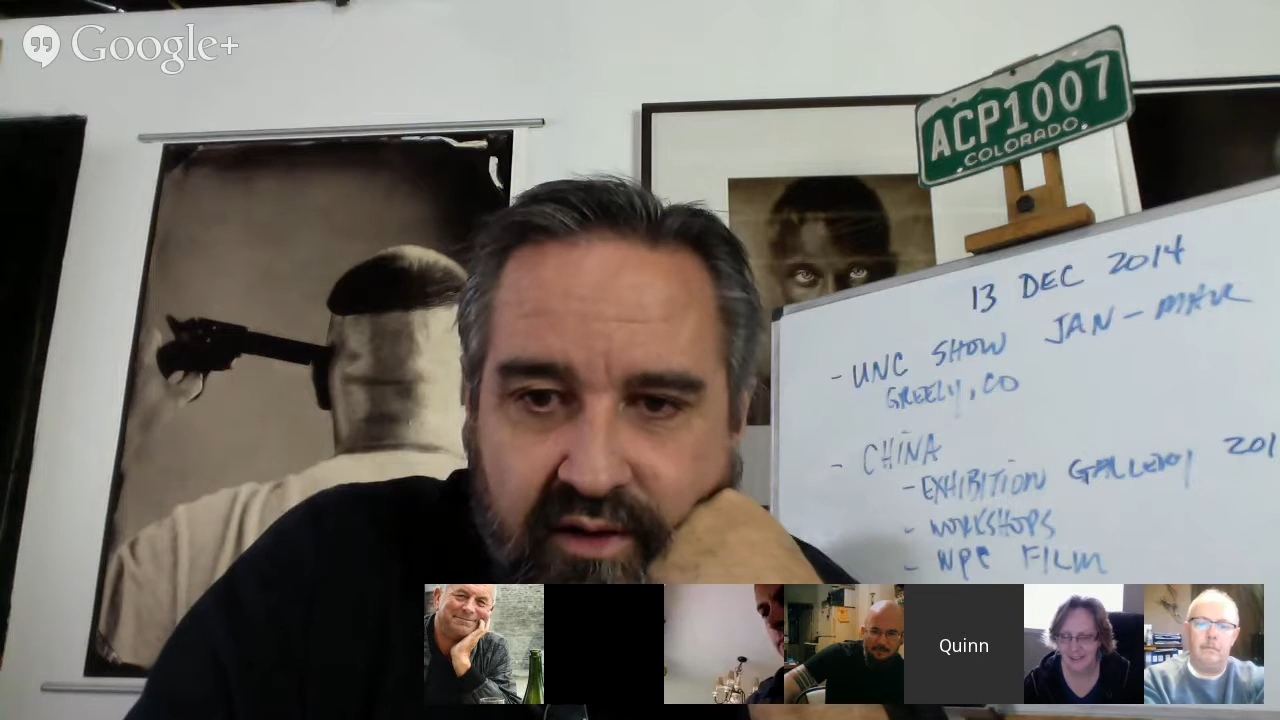 Google+
ACP1007
COLORADO
13 DEC 2014
- UNC SHOW JAN - MAR
GREELY, CO
- CHINA
- EXHIBITION GALLERY 201
- WORKSHOPS
- WPC FILM
Quinn